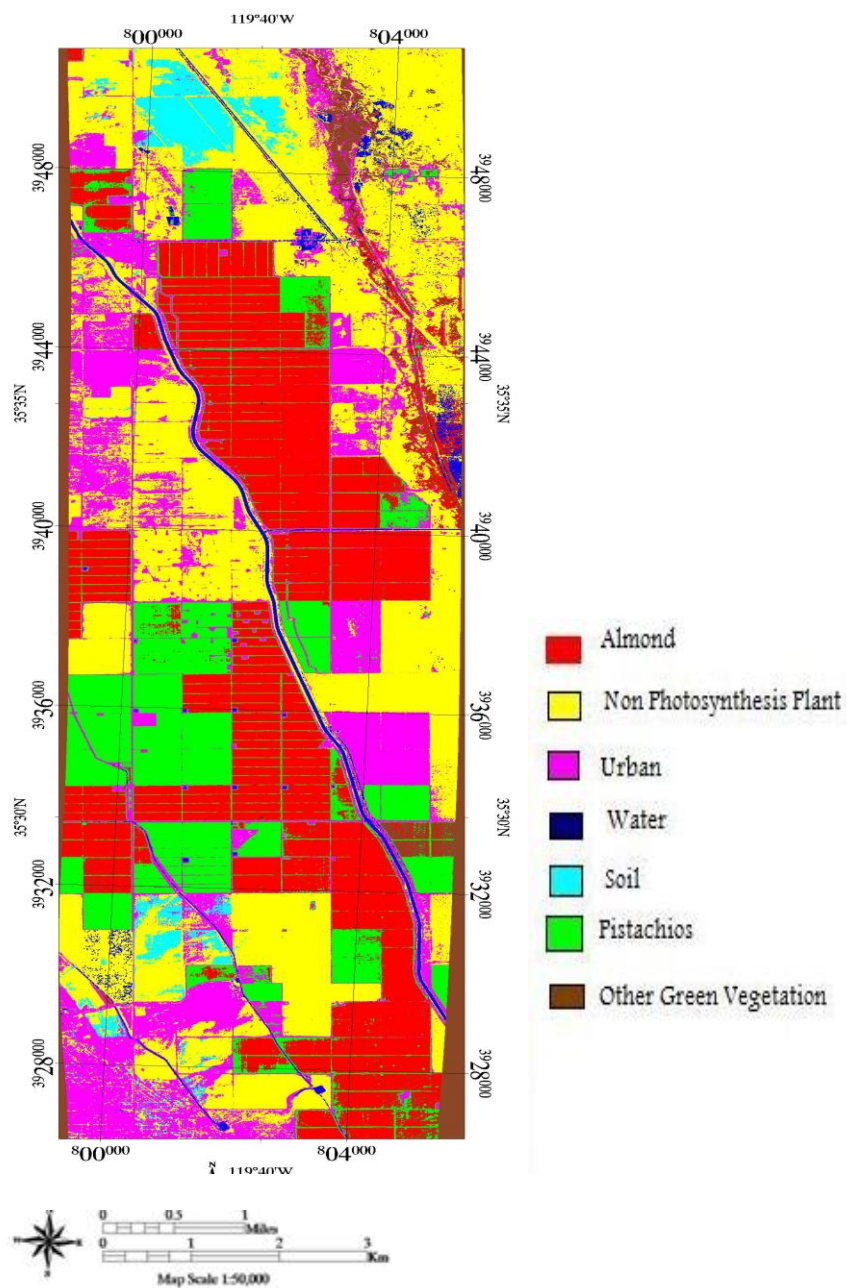 119°40'W
800000 804000
3948000 3948000
3944000 3944000
35°35'N 35°35'N
3940000 3940000
3936000 3936000
35°30'N 35°30'N
3932000 3932000
3928000 3928000
800000 804000
N 119°40'W
Almond
Non Photosynthesis Plant
Urban
Water
Soil
Pistachios
Other Green Vegetation
N
W E
S
0 0.5 1
Miles
0 1 2 3
Km
Map Scale 1:50,000